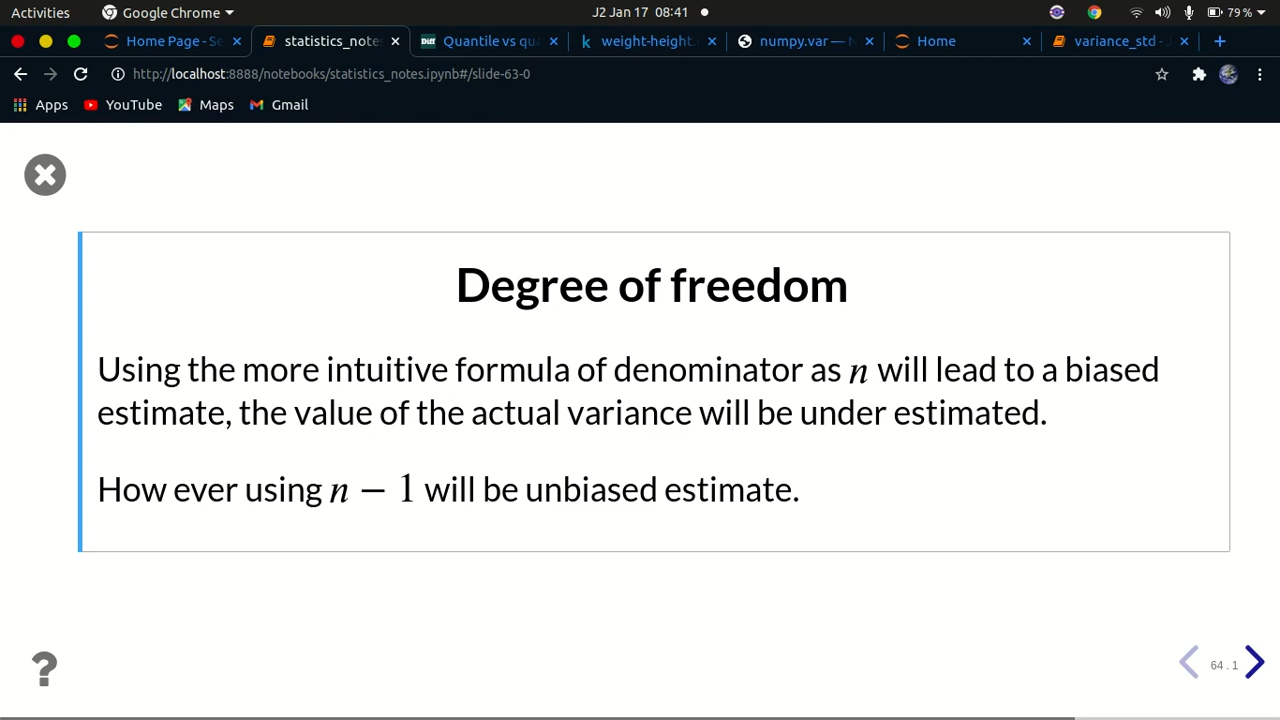 Activities Google Chrome J2 Jan 17 08:41 79 %
Home Page - Se statistics_note Diff Quantile vs qu k weight-height. numpy.var — N Home variance_std - J
http://localhost:8888/notebooks/statistics_notes.ipynb#/slide-63-0
Apps YouTube Maps Gmail
Degree of freedom
Using the more intuitive formula of denominator as n will lead to a biased
estimate, the value of the actual variance will be under estimated.
How ever using n − 1 will be unbiased estimate.
?
64 . 1